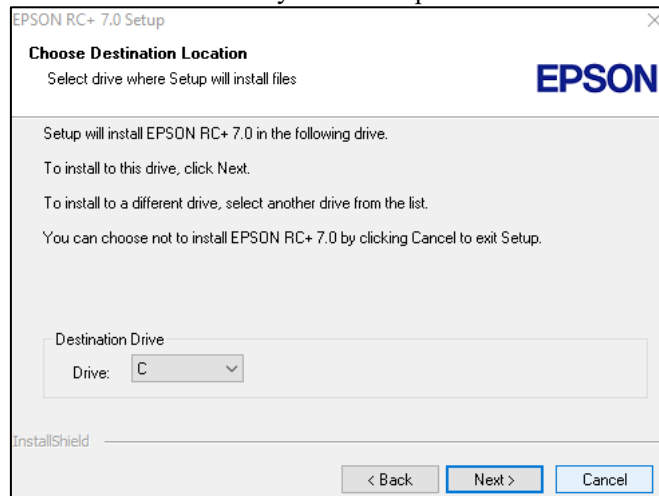 EPSON RC+ 7.0 Setup
Choose Destination Location
Select drive where Setup will install files
EPSON
Setup will install EPSON RC+ 7.0 in the following drive.
To install to this drive, click Next.
To install to a different drive, select another drive from the list.
You can choose not to install EPSON RC+ 7.0 by clicking Cancel to exit Setup.
Destination Drive
Drive: C
InstallShield
< Back Next > Cancel